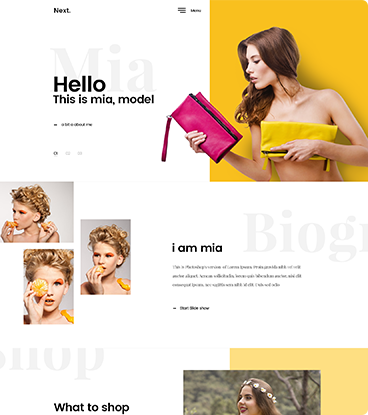 Next.
Menu
Mia
Hello
This is mia, model
a bit is about me
Biogr
i am mia
This is Photoshop's version of Lorem Ipsum. Proin gravida nibh vel velit
auctor aliquet. Aenean sollicitudin, lorem quis bibendum auctor, nisi elit
consequat ipsum, nec sagittis sem nibh id elit. Duis sed odio
Start Slide show
shop
What to shop